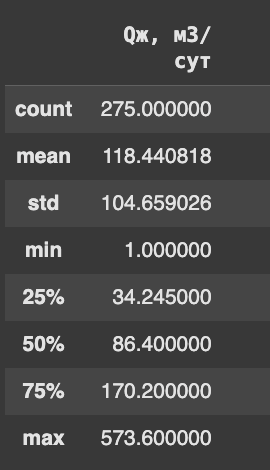 Qж, м3/
сут
count 275.000000
mean 118.440818
std 104.659026
min 1.000000
25% 34.245000
50% 86.400000
75% 170.200000
max 573.600000